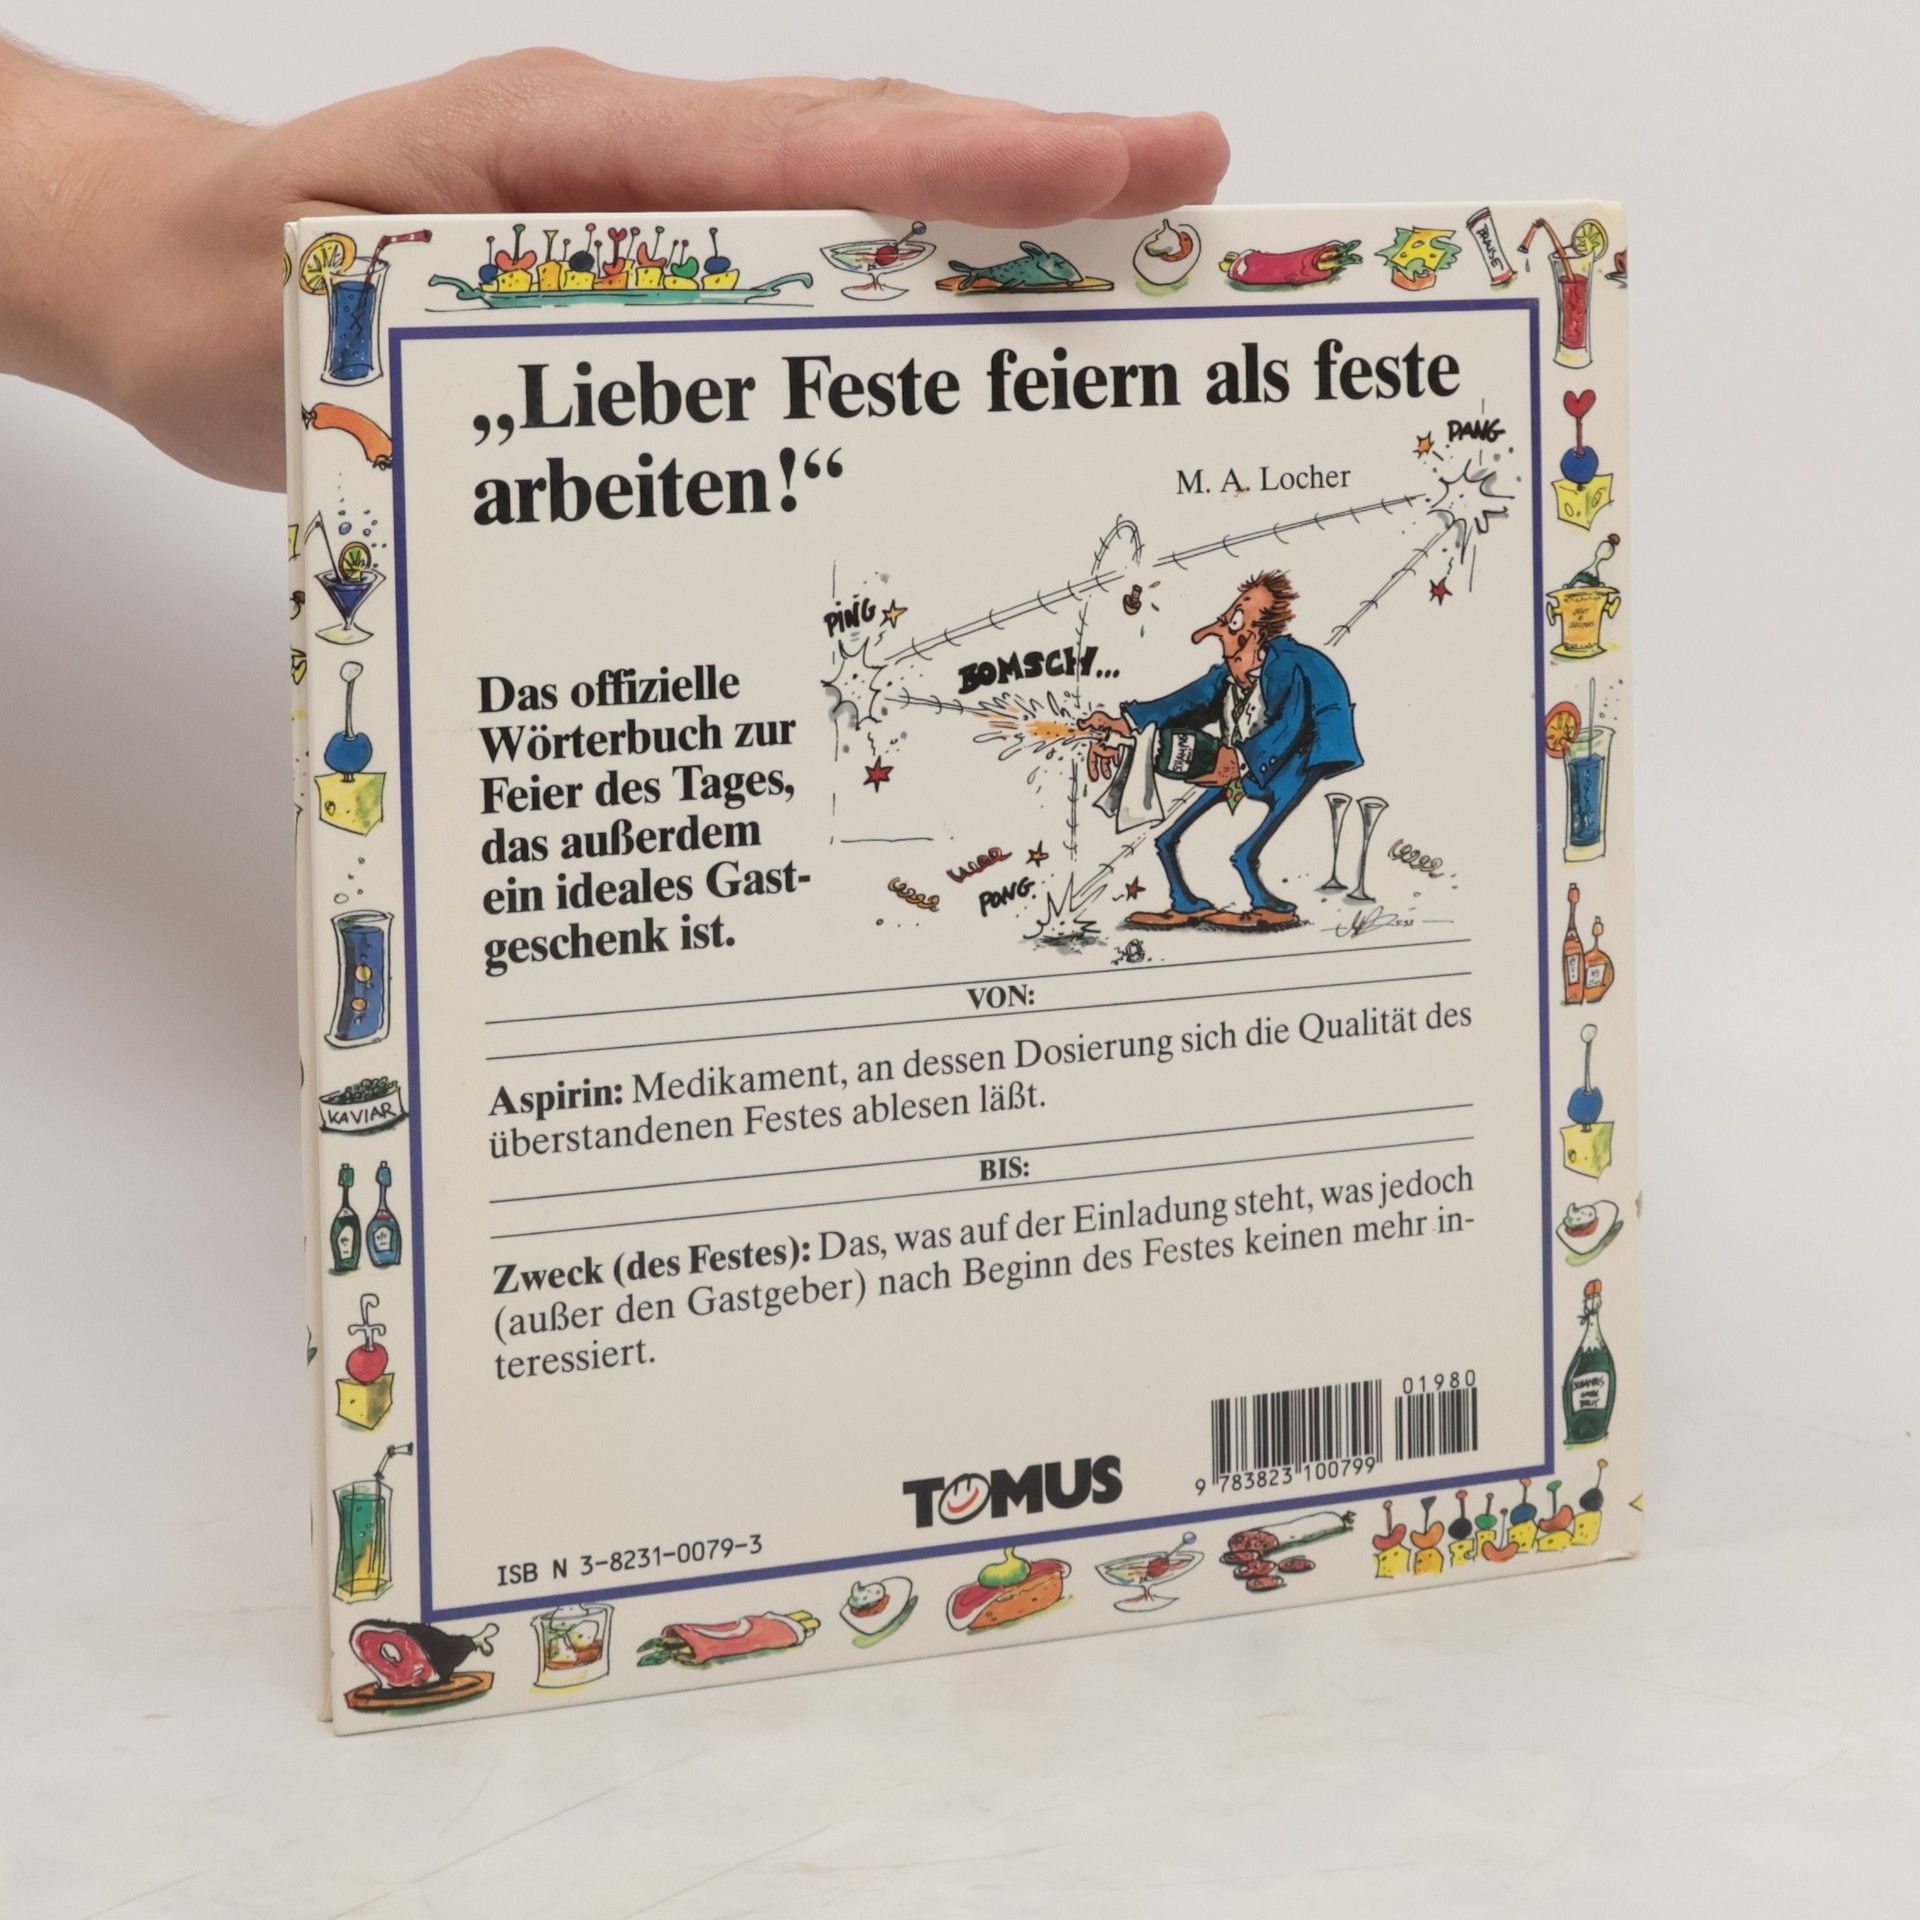 „Lieber Feste feiern als feste
arbeiten!“
M. A. Locher
PANG
PING
BOMSCH...
PONG
Das offizielle
Wörterbuch zur
Feier des Tages,
das außerdem
ein ideales Gast-
geschenk ist.
VON:
Aspirin: Medikament, an dessen Dosierung sich die Qualität des
überstandenen Festes ablesen läßt.
BIS:
Zweck (des Festes): Das, was auf der Einladung steht, was jedoch
(außer den Gastgeber) nach Beginn des Festes keinen mehr in-
teressiert.
01980
9 783823 100799
TOMUS
ISB N 3-8231-0079-3
KAVIAR